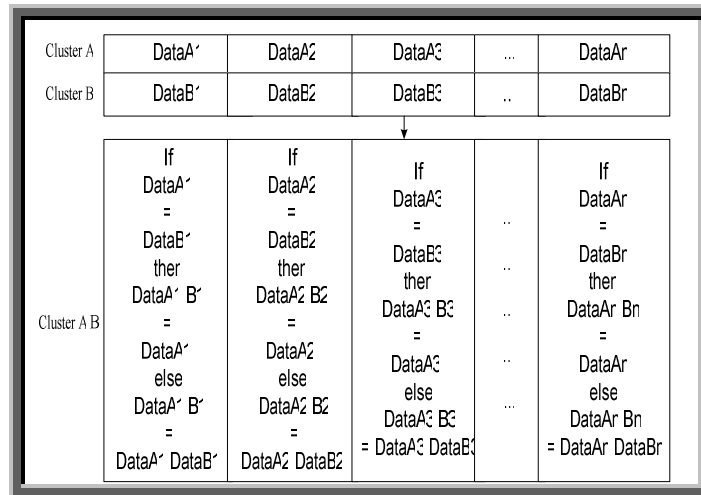 Cluster A DataA1 DataA2 DataA3 ... DataAn
Cluster B DataB1 DataB2 DataB3 .. DataBn
Cluster A B
If
DataA1
=
DataB1
then
DataA1 B1
=
DataA1
else
DataA1 B1
=
DataA1 DataB1
If
DataA2
=
DataB2
then
DataA2 B2
=
DataA2
else
DataA2 B2
=
DataA2 DataB2
If
DataA3
=
DataB3
then
DataA3 B3
=
DataA3
else
DataA3 B3
= DataA3 DataB3
..
..
..
..
...
If
DataAn
=
DataBn
then
DataAn Bn
=
DataAn
else
DataAn Bn
= DataAn DataBn